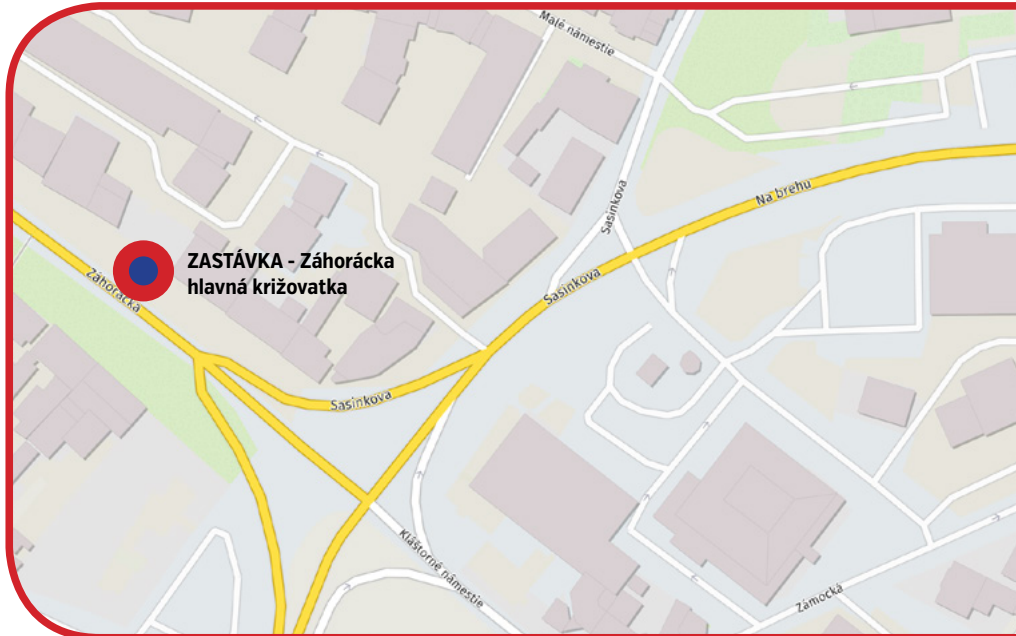 Malé námestie
Sasinkova
Na brehu
ZASTÁVKA - Záhorácka
hlavná križovatka
Záhorácka
Sasinkova
Sasinkova
Kláštorné námestie
Zámocká